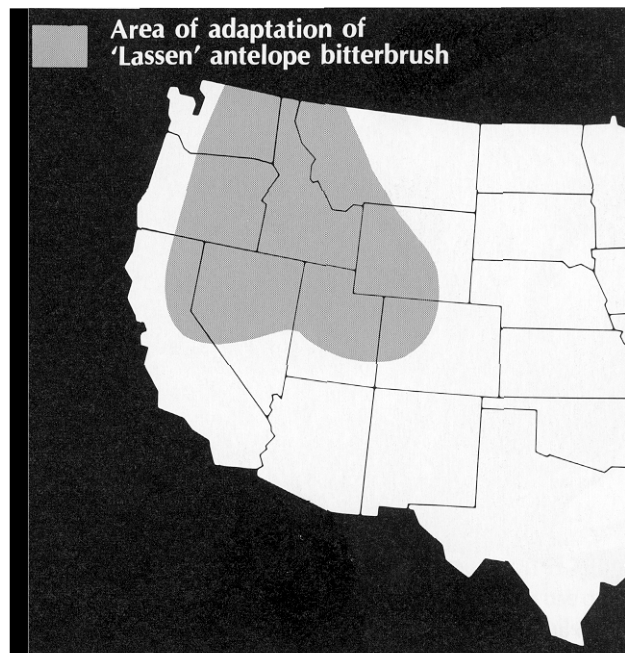 Area of adaptation of
‘Lassen’ antelope bitterbrush